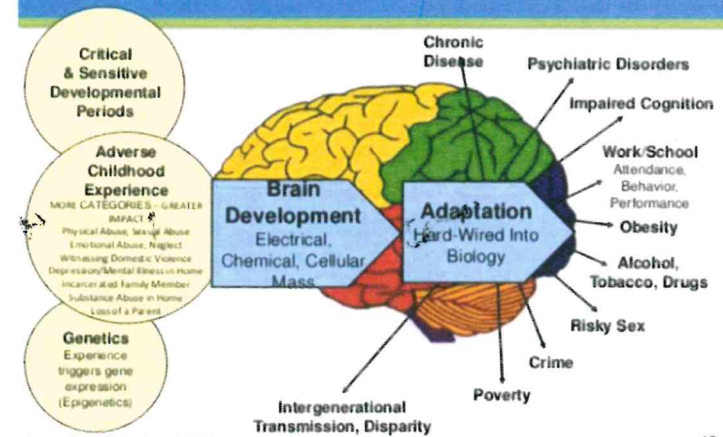 Critical
& Sensitive
Developmental
Periods
Adverse
Childhood
Experience
MORE CATEGORIES – GREATER
IMPACT
Physical Abuse, Sexual Abuse
Emotional Abuse, Neglect
Witnessing Domestic Violence
Depression/Mental Illness in Home
Incarcerated Family Member
Substance Abuse in Home
Loss of a Parent
Genetics
Experience
triggers gene
expression
(Epigenetics)
Brain
Development
Electrical,
Chemical, Cellular
Mass
Adaptation
Hard-Wired Into
Biology
Chronic
Disease
Psychiatric Disorders
Impaired Cognition
Work/School
Attendance,
Behavior,
Performance
Obesity
Alcohol,
Tobacco, Drugs
Risky Sex
Crime
Poverty
Intergenerational
Transmission, Disparity